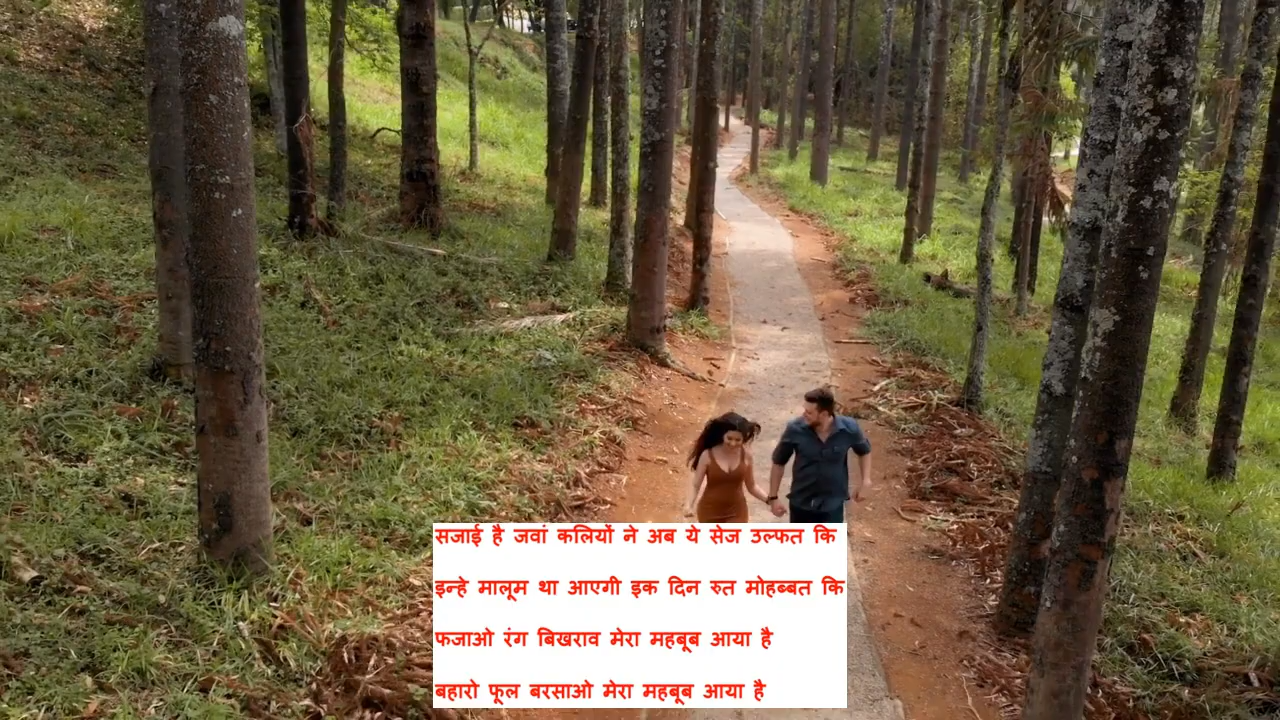 सजाई है जवां कलियों ने अब ये सेज उल्फत कि
इन्हे मालूम था आएगी इक दिन रुत मोहब्बत कि
फजाओ रंग बिखराव मेरा महबूब आया है
बहारो फूल बरसाओ मेरा महबूब आया है